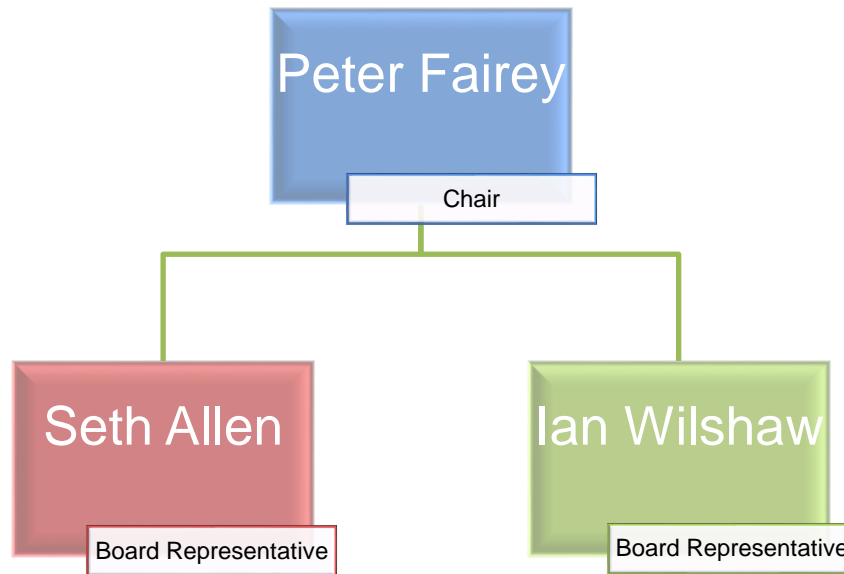 Peter Fairey
Chair
Seth Allen
Ian Wilshaw
Board Representative
Board Representative